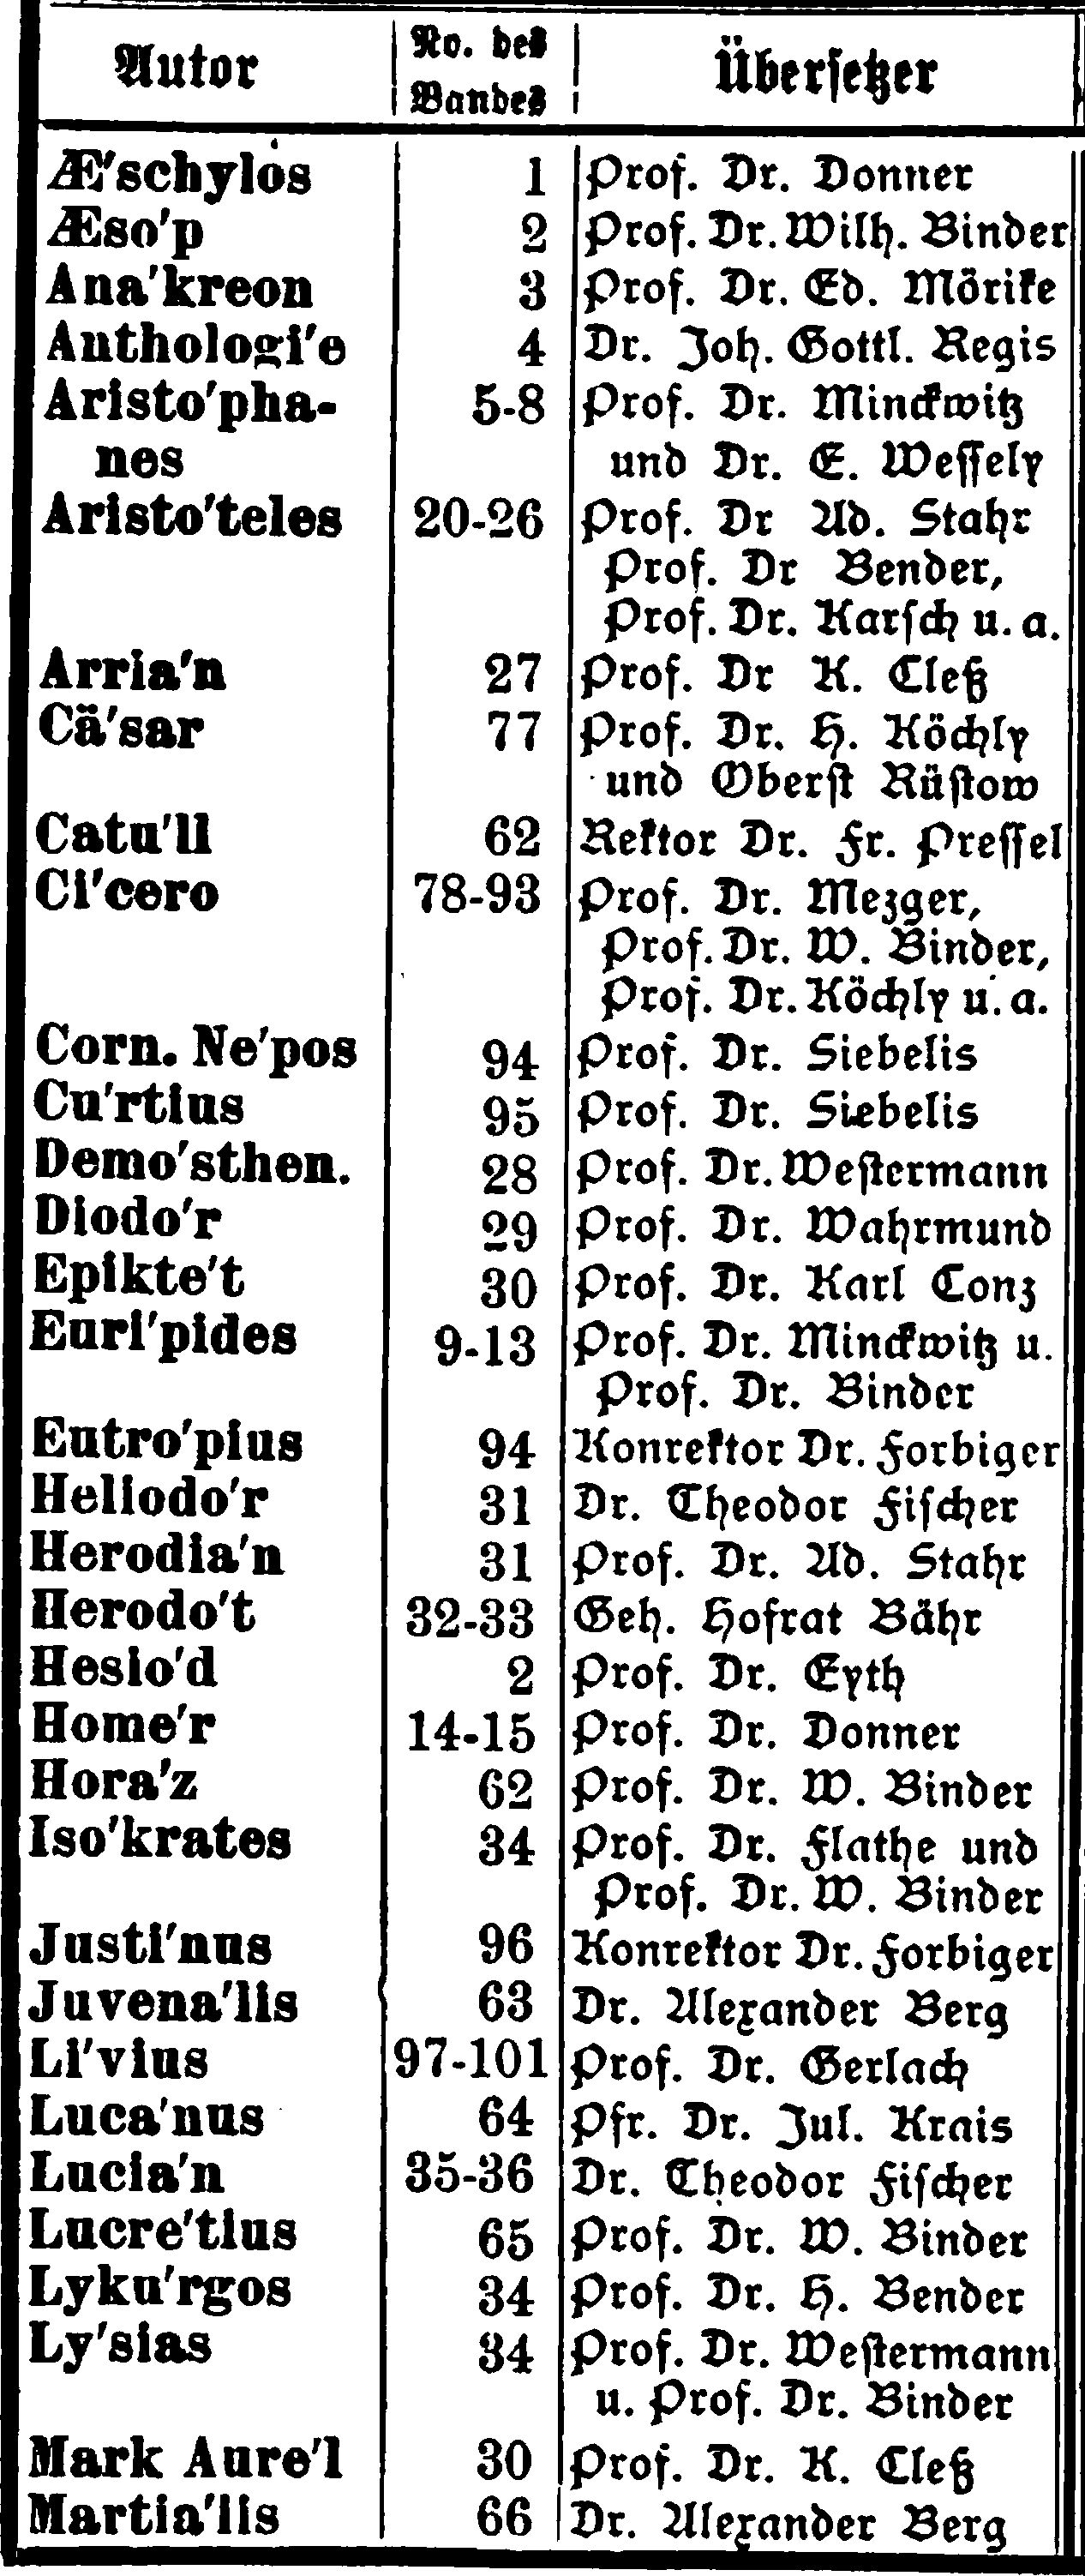 Autor No. des Bandes Übersetzer
Æ'schylos 1 Prof. Dr. Donner
Æso'p 2 Prof. Dr. Wilh. Binder
Ana'kreon 3 Prof. Dr. Ed. Mörike
Anthologi'e 4 Dr. Joh. Gottl. Regis
Aristo'pha- 5-8 Prof. Dr. Minckwitz
nes und Dr. E. Wessely
Aristo'teles 20-26 Prof. Dr Ad. Stahr
Prof. Dr Bender,
Prof. Dr. Karsch u. a.
Arria'n 27 Prof. Dr K. Cleß
Cä'sar 77 Prof. Dr. H. Köchly
und Oberst Rüstow
Catu'll 62 Rektor Dr. Fr. Pressel
Ci'cero 78-93 Prof. Dr. Mezger,
Prof. Dr. W. Binder,
Prof. Dr. Köchly u. a.
Corn. Ne'pos 94 Prof. Dr. Siebelis
Cu'rtius 95 Prof. Dr. Siebelis
Demo'sthen. 28 Prof. Dr. Westermann
Diodo'r 29 Prof. Dr. Wahrmund
Epikte't 30 Prof. Dr. Karl Conz
Euri'pides 9-13 Prof. Dr. Minckwitz u.
Prof. Dr. Binder
Eutro'pius 94 Konrektor Dr. Forbiger
Heliodo'r 31 Dr. Theodor Fischer
Herodia'n 31 Prof. Dr. Ad. Stahr
Herodo't 32-33 Geh. Hofrat Bähr
Hesio'd 2 Prof. Dr. Eyth
Home'r 14-15 Prof. Dr. Donner
Hora'z 62 Prof. Dr. W. Binder
Iso'krates 34 Prof. Dr. Flathe und
Prof. Dr. W. Binder
Justi'nus 96 Konrektor Dr. Forbiger
Juvena'lis 63 Dr. Alexander Berg
Li'vius 97-101 Prof. Dr. Gerlach
Luca'nus 64 Pfr. Dr. Jul. Krais
Lucia'n 35-36 Dr. Theodor Fischer
Lucre'tius 65 Prof. Dr. W. Binder
Lyku'rgos 34 Prof. Dr. H. Bender
Ly'sias 34 Prof. Dr. Westermann
u. Prof. Dr. Binder
Mark Aure'l 30 Prof. Dr. K. Cleß
Martia'lis 66 Dr. Alexander Berg